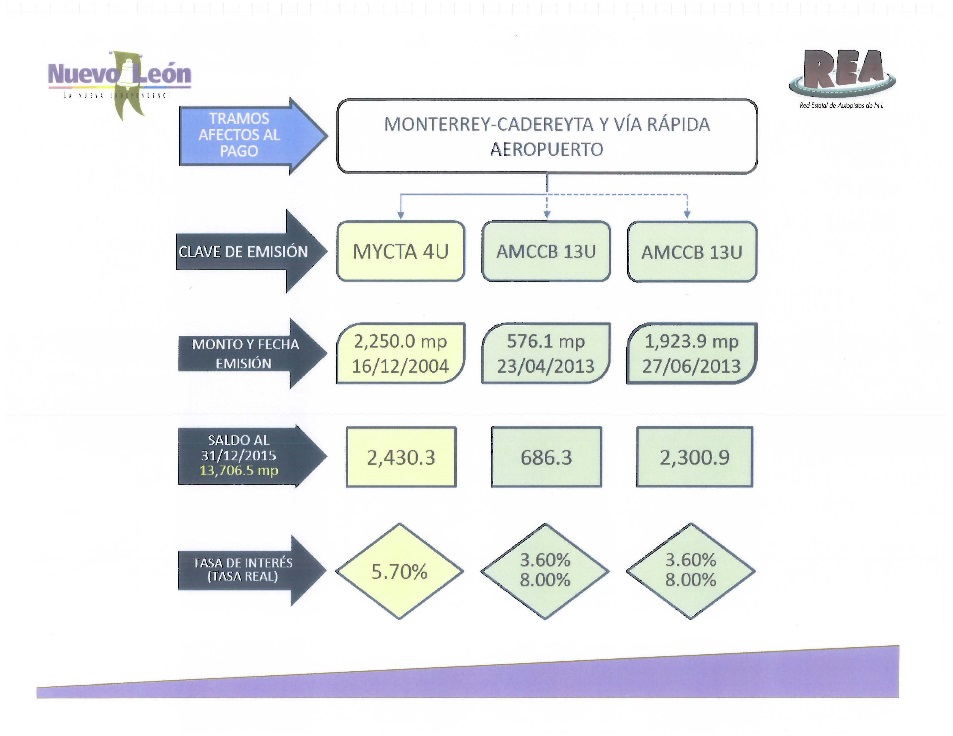 Nuevo León
LA NUEVA INDEPENDENCIA
REA
Red Estatal de Autopistas de N.L.
TRAMOS
AFECTOS AL
PAGO
MONTERREY-CADEREYTA Y VÍA RÁPIDA
AEROPUERTO
CLAVE DE EMISIÓN
MYCTA 4U
AMCCB 13U
AMCCB 13U
MONTO Y FECHA
EMISIÓN
2,250.0 mp
16/12/2004
576.1 mp
23/04/2013
1,923.9 mp
27/06/2013
SALDO AL
31/12/2015
13,706.5 mp
2,430.3
686.3
2,300.9
TASA DE INTERÉS
(TASA REAL)
5.70%
3.60%
8.00%
3.60%
8.00%